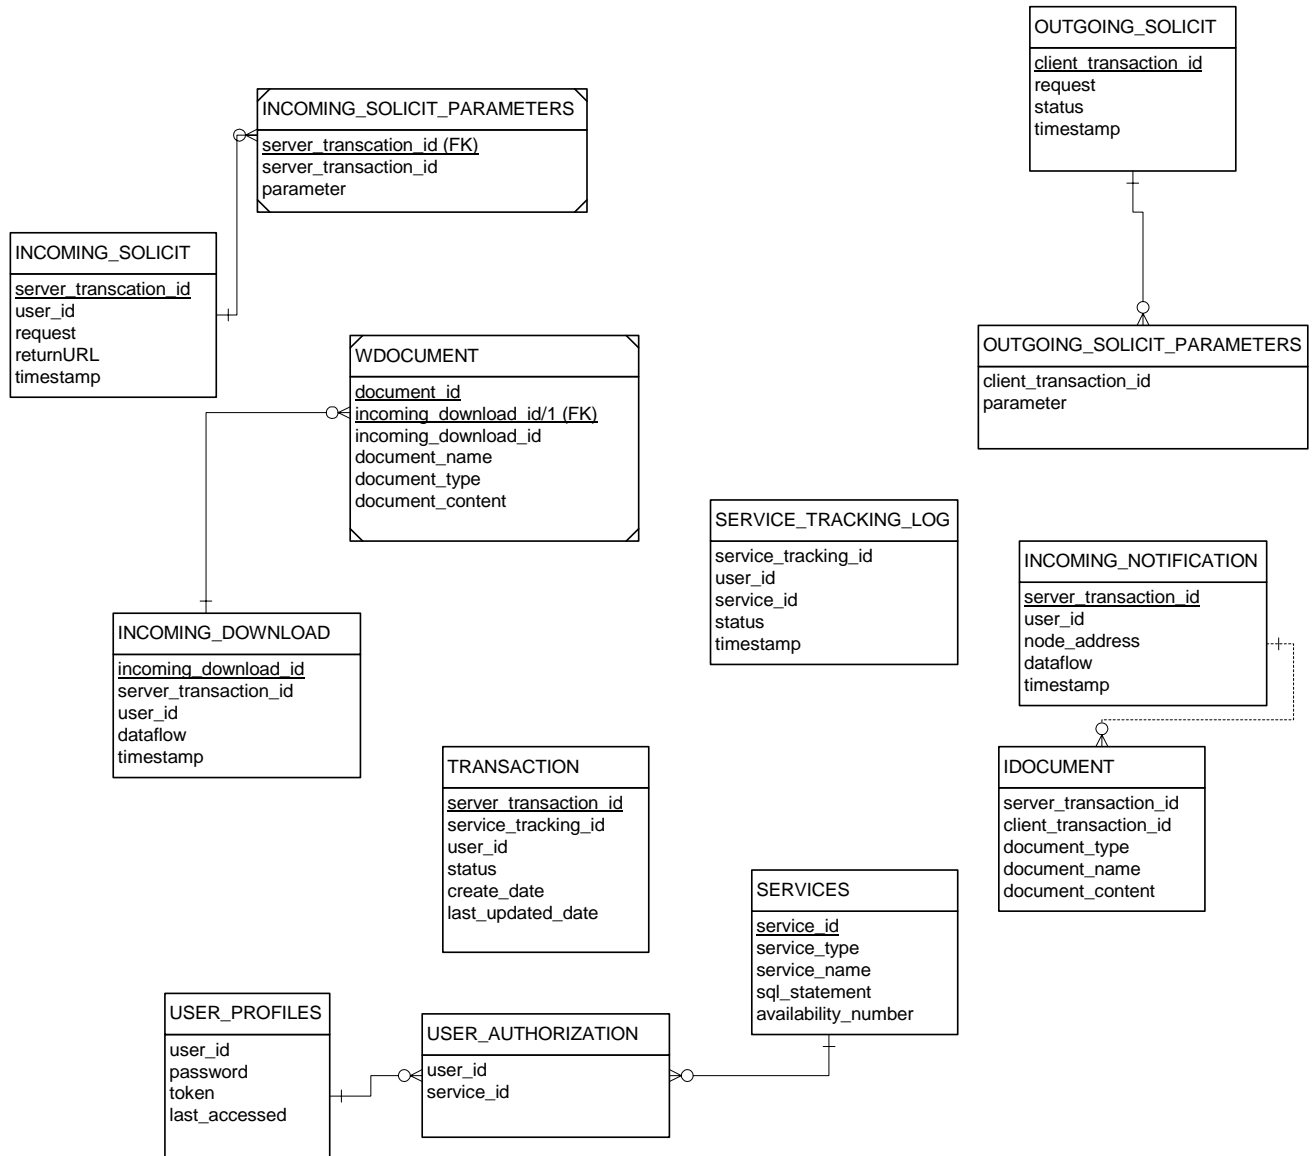 OUTGOING_SOLICIT
client_transaction_id
request
status
timestamp
INCOMING_SOLICIT_PARAMETERS
server_transcation_id (FK)
server_transaction_id
parameter
INCOMING_SOLICIT
server_transcation_id
user_id
request
returnURL
timestamp
WDOCUMENT
document_id
incoming_download_id/1 (FK)
incoming_download_id
document_name
document_type
document_content
OUTGOING_SOLICIT_PARAMETERS
client_transaction_id
parameter
SERVICE_TRACKING_LOG
service_tracking_id
user_id
service_id
status
timestamp
INCOMING_NOTIFICATION
server_transaction_id
user_id
node_address
dataflow
timestamp
INCOMING_DOWNLOAD
incoming_download_id
server_transaction_id
user_id
dataflow
timestamp
TRANSACTION
server_transaction_id
service_tracking_id
user_id
status
create_date
last_updated_date
IDOCUMENT
server_transaction_id
client_transaction_id
document_type
document_name
document_content
SERVICES
service_id
service_type
service_name
sql_statement
availability_number
USER_PROFILES
user_id
password
token
last_accessed
USER_AUTHORIZATION
user_id
service_id